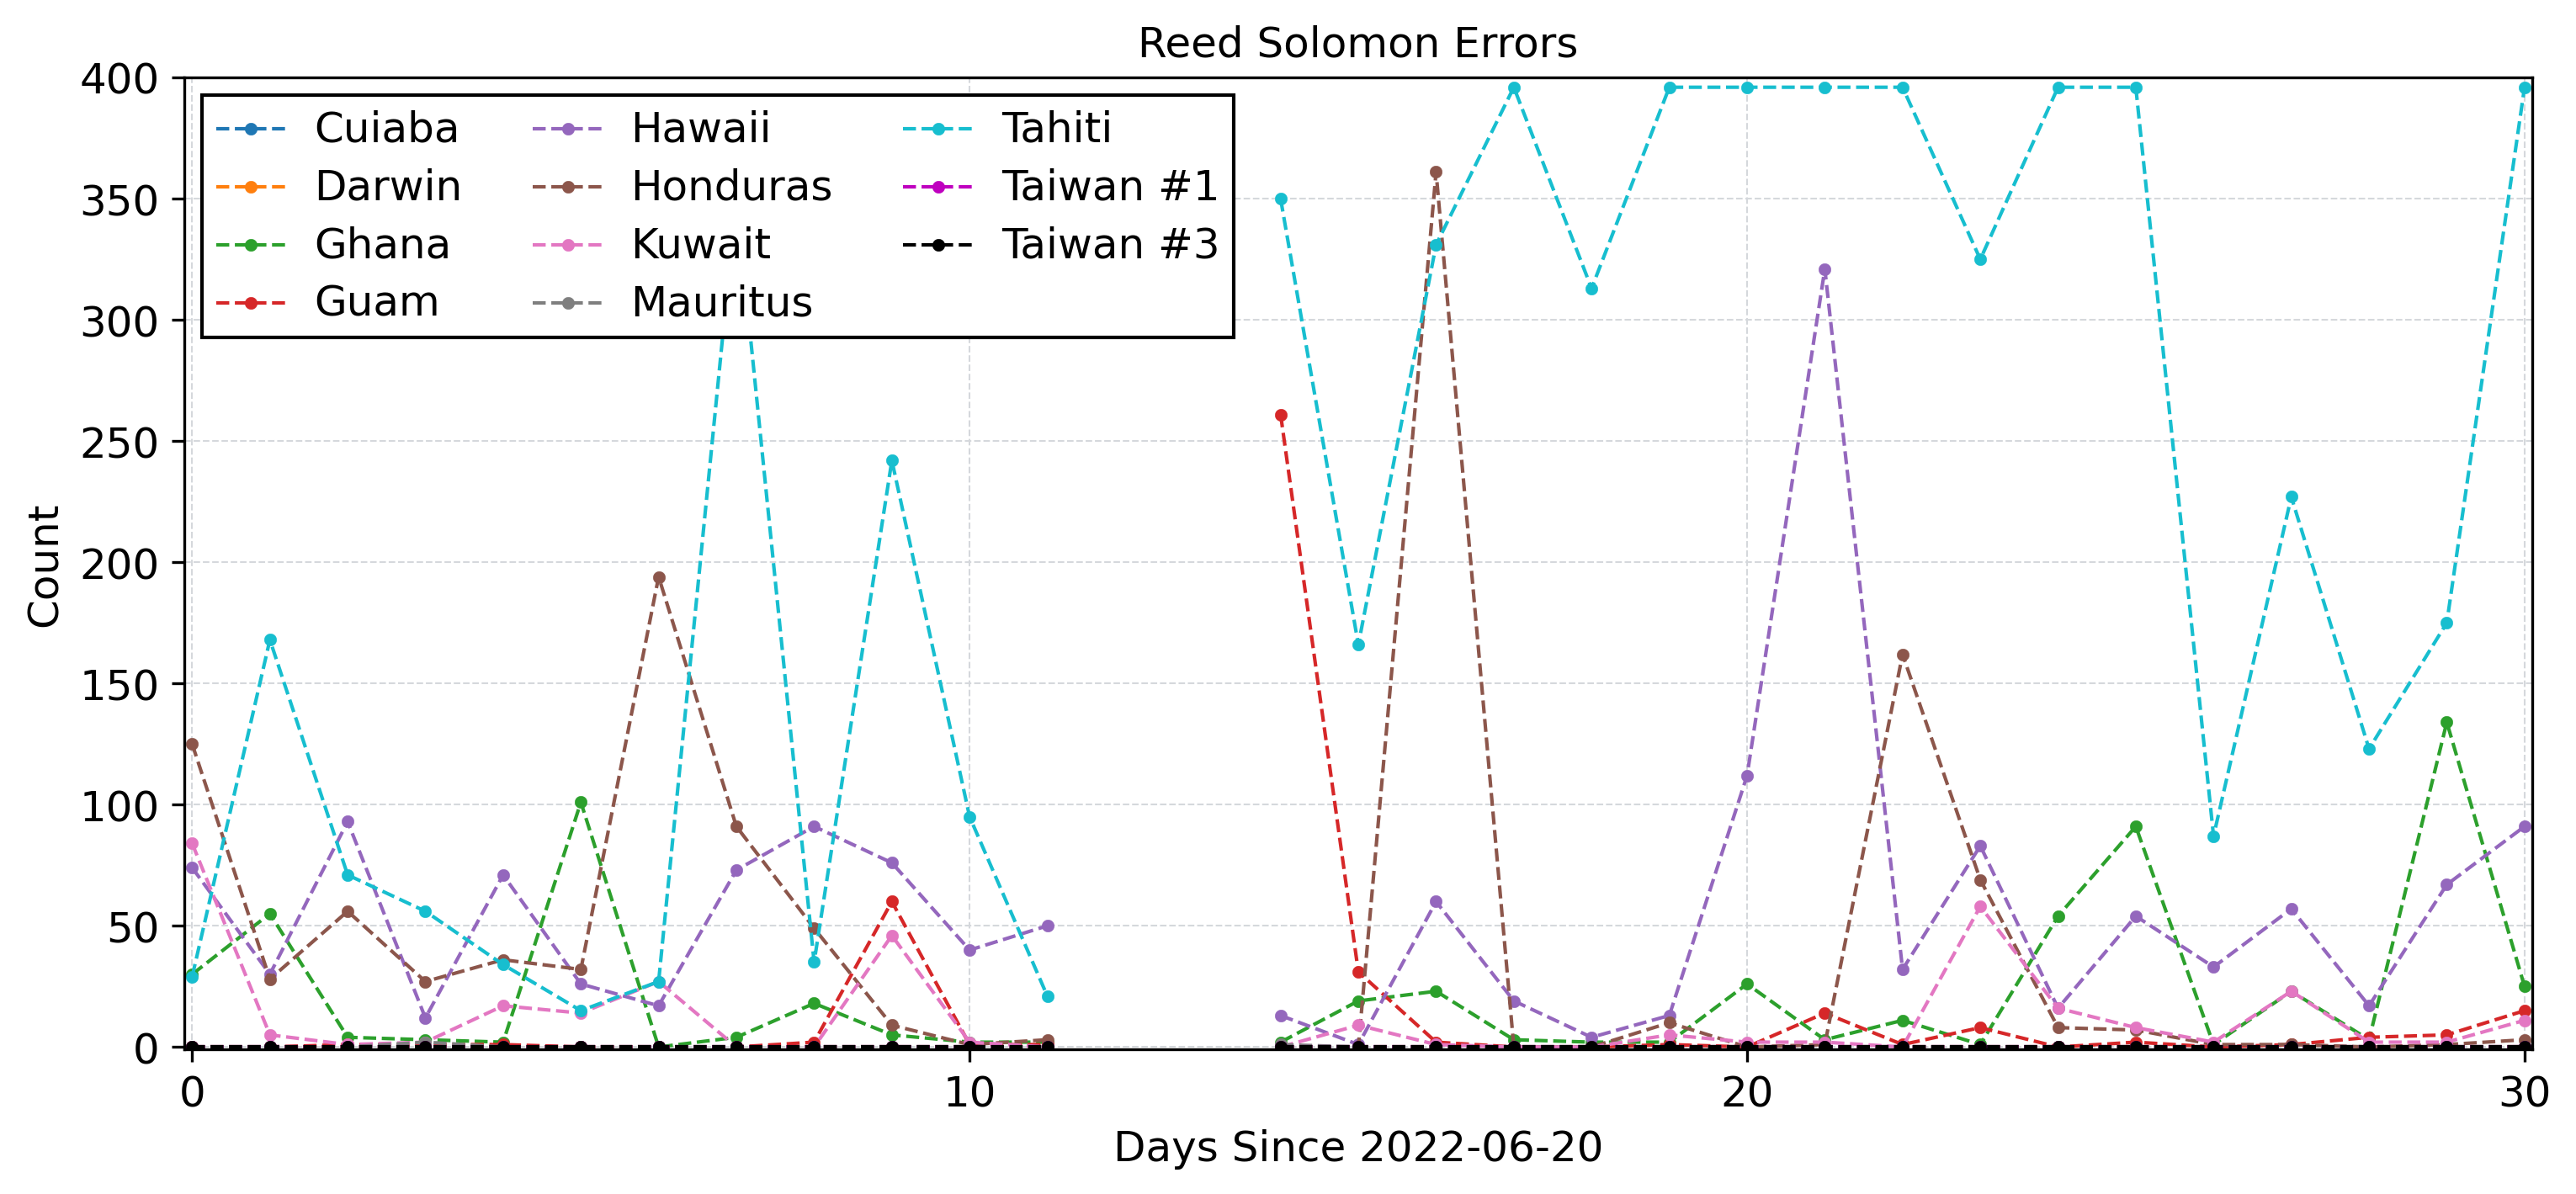 Reed Solomon Errors
400
350
300
250
200
150
100
50
0
Count
Cuiaba
Darwin
Ghana
Guam
Hawaii
Honduras
Kuwait
Mauritus
Tahiti
Taiwan #1
Taiwan #3
0
10
20
30
Days Since 2022-06-20